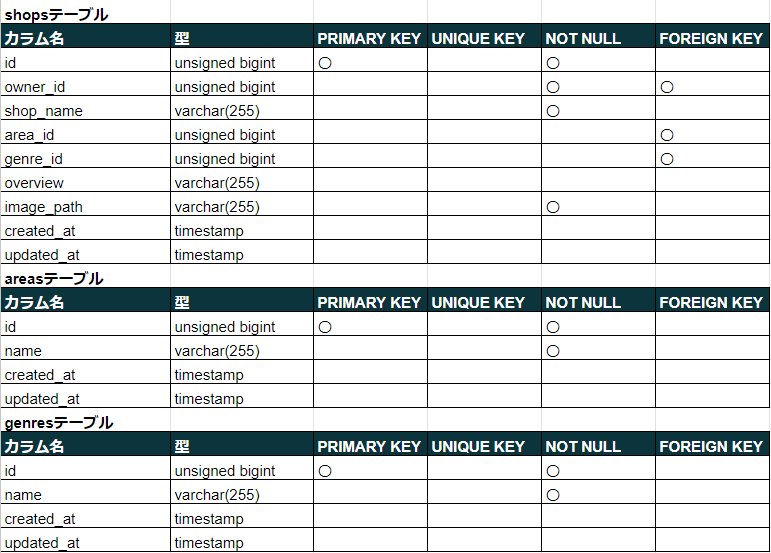 shopsテーブル
カラム名 型 PRIMARY KEY UNIQUE KEY NOT NULL FOREIGN KEY
id unsigned bigint 〇 〇
owner_id unsigned bigint 〇 〇
shop_name varchar(255) 〇
area_id unsigned bigint 〇
genre_id unsigned bigint 〇
overview varchar(255)
image_path varchar(255) 〇
created_at timestamp
updated_at timestamp
areasテーブル
カラム名 型 PRIMARY KEY UNIQUE KEY NOT NULL FOREIGN KEY
id unsigned bigint 〇 〇
name varchar(255) 〇
created_at timestamp
updated_at timestamp
genresテーブル
カラム名 型 PRIMARY KEY UNIQUE KEY NOT NULL FOREIGN KEY
id unsigned bigint 〇 〇
name varchar(255) 〇
created_at timestamp
updated_at timestamp